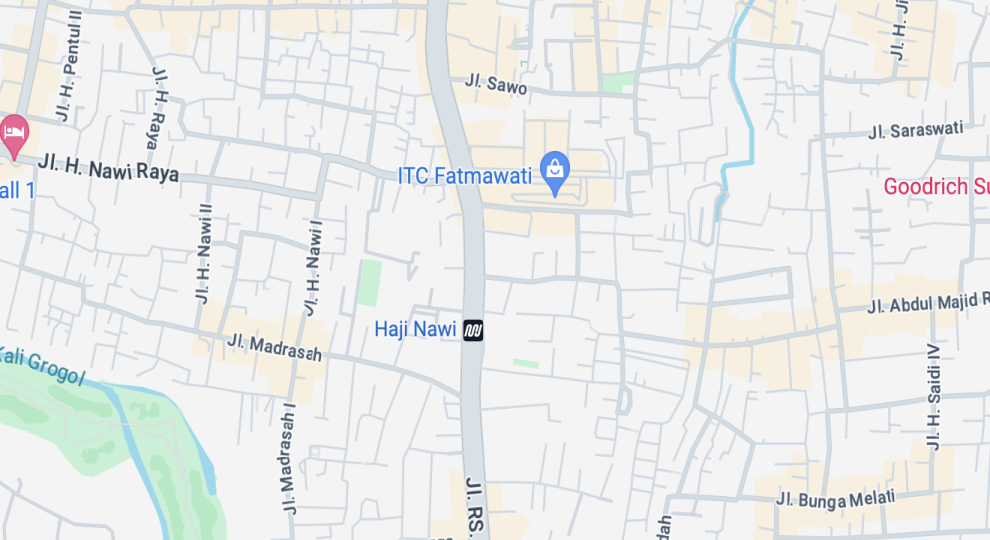 Jl. H. Pentul II
Jl. H. Raya
Jl. Sawo
Jl. H. Ji
Jl. Saraswati
Jl. H. Nawi Raya
ITC Fatmawati
all 1
Goodrich Su
Jl. H. Nawi II
Jl. H. Nawi I
Jl. Abdul Majid R
Haji Nawi
Jl. Madrasah
Kali Grogol
Jl. H. Saidi IV
Jl. Madrasah I
Jl. RS.
Jl. Bunga Melati
dah